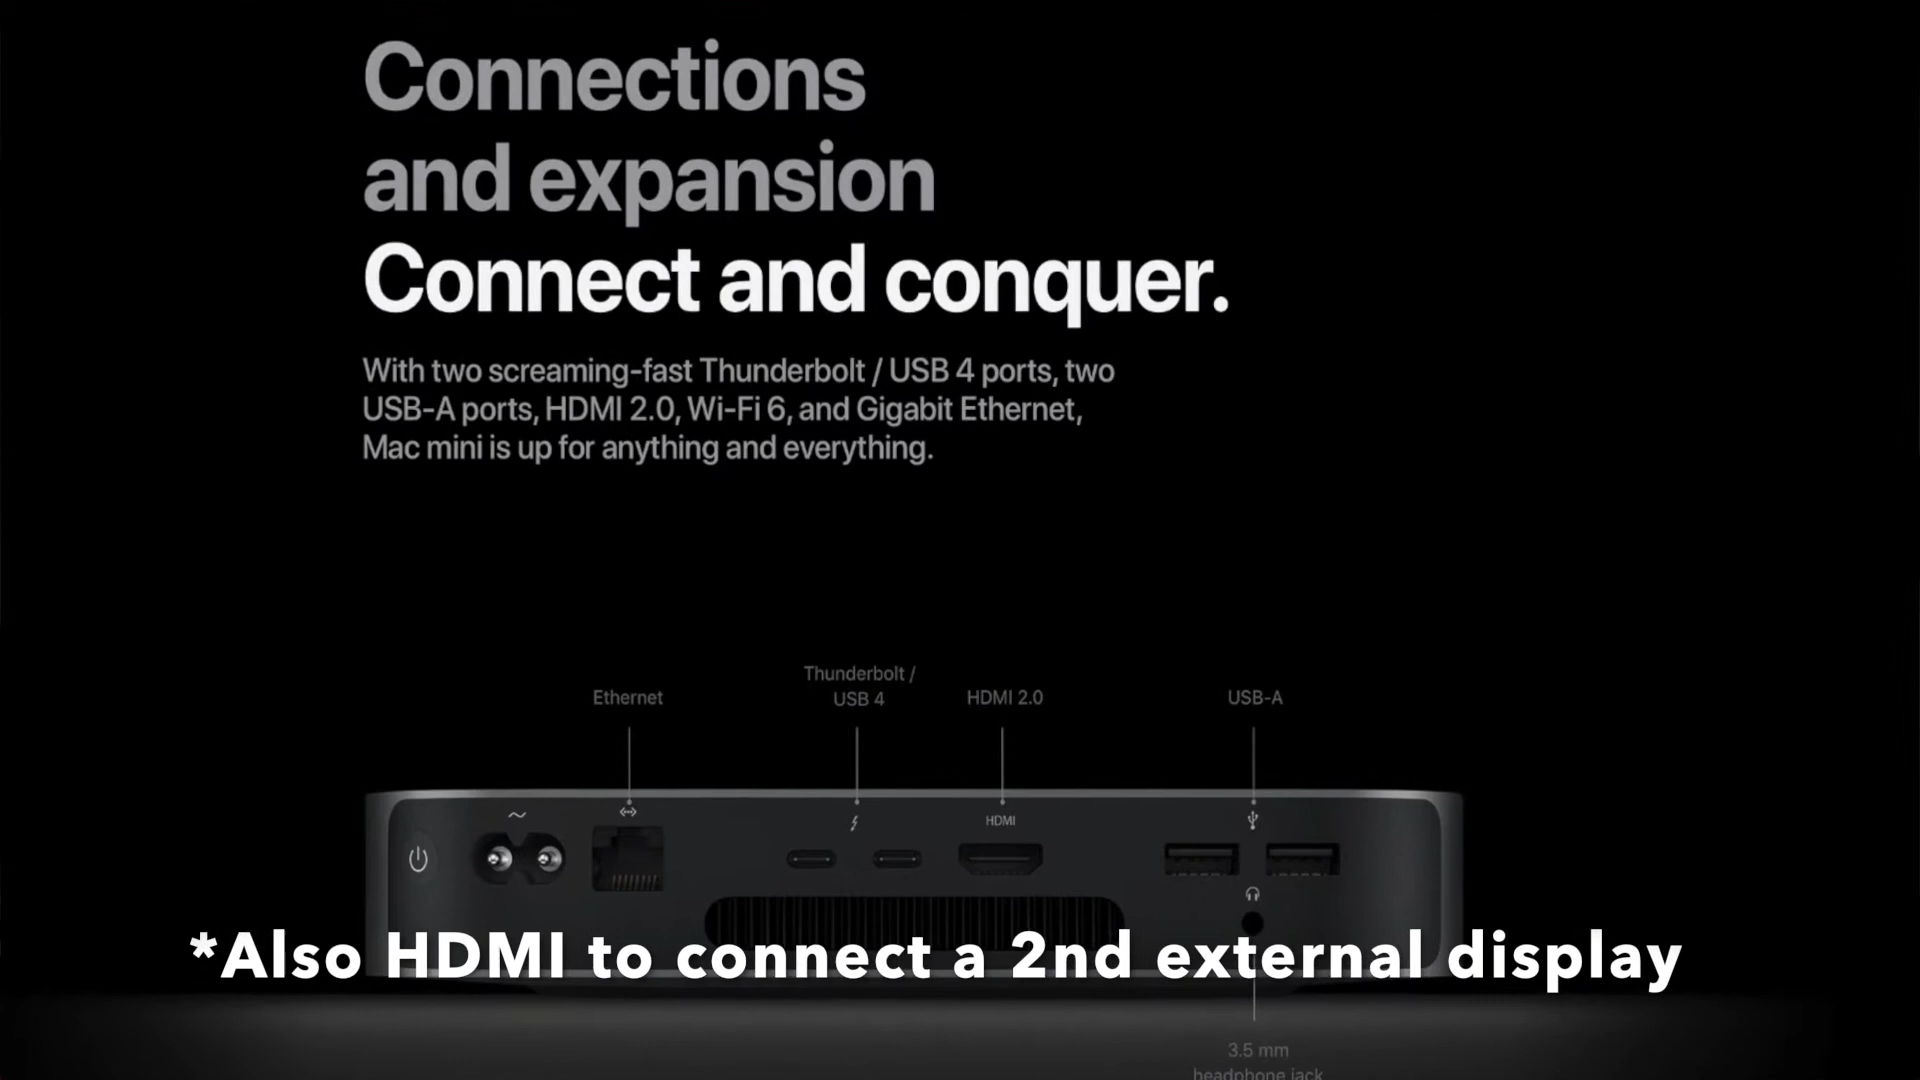 Connections
and expansion
Connect and conquer.
With two screaming-fast Thunderbolt / USB 4 ports, two
USB-A ports, HDMI 2.0, Wi-Fi 6, and Gigabit Ethernet,
Mac mini is up for anything and everything.
Thunderbolt /
USB 4
Ethernet
HDMI 2.0
USB-A
HDMI
*Also HDMI to connect a 2nd external display
3.5 mm
headphone jack